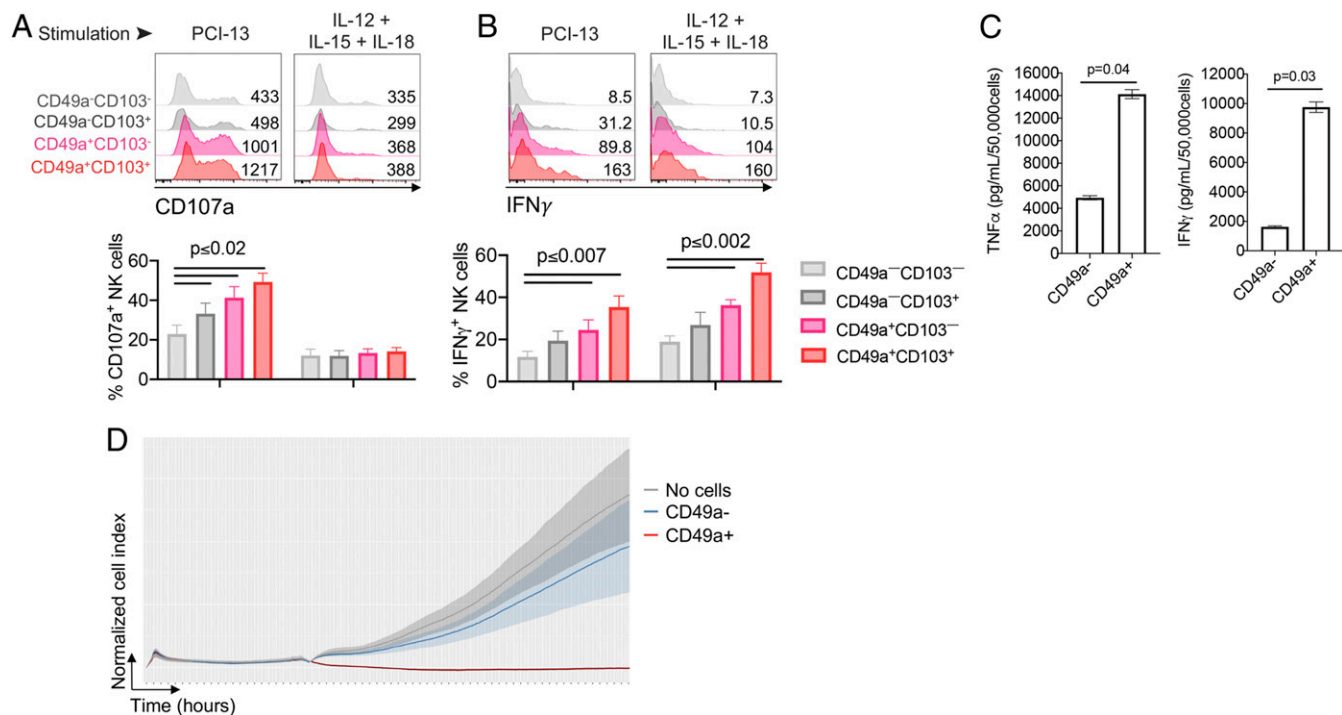 A
Stimulation ➤
PCI-13
IL-12 +
IL-15 + IL-18
CD49a-CD103-
CD49a-CD103+
CD49a+CD103-
CD49a+CD103+
433
498
1001
1217
335
299
368
388
CD107a
% CD107a+ NK cells
60
40
20
0
p≤0.02
B
PCI-13
IL-12 +
IL-15 + IL-18
8.5
31.2
89.8
163
7.3
10.5
104
160
IFNγ
% IFNγ+ NK cells
60
40
20
0
p≤0.007
p≤0.002
CD49a—CD103—
CD49a—CD103+
CD49a+CD103—
CD49a+CD103+
C
TNFα (pg/mL/50,000cells)
16000
14000
12000
10000
8000
6000
4000
2000
0
p=0.04
CD49a-
CD49a+
IFNγ (pg/mL/50,000cells)
12000
10000
8000
6000
4000
2000
0
p=0.03
CD49a-
CD49a+
D
Normalized cell index
Time (hours)
No cells
CD49a-
CD49a+